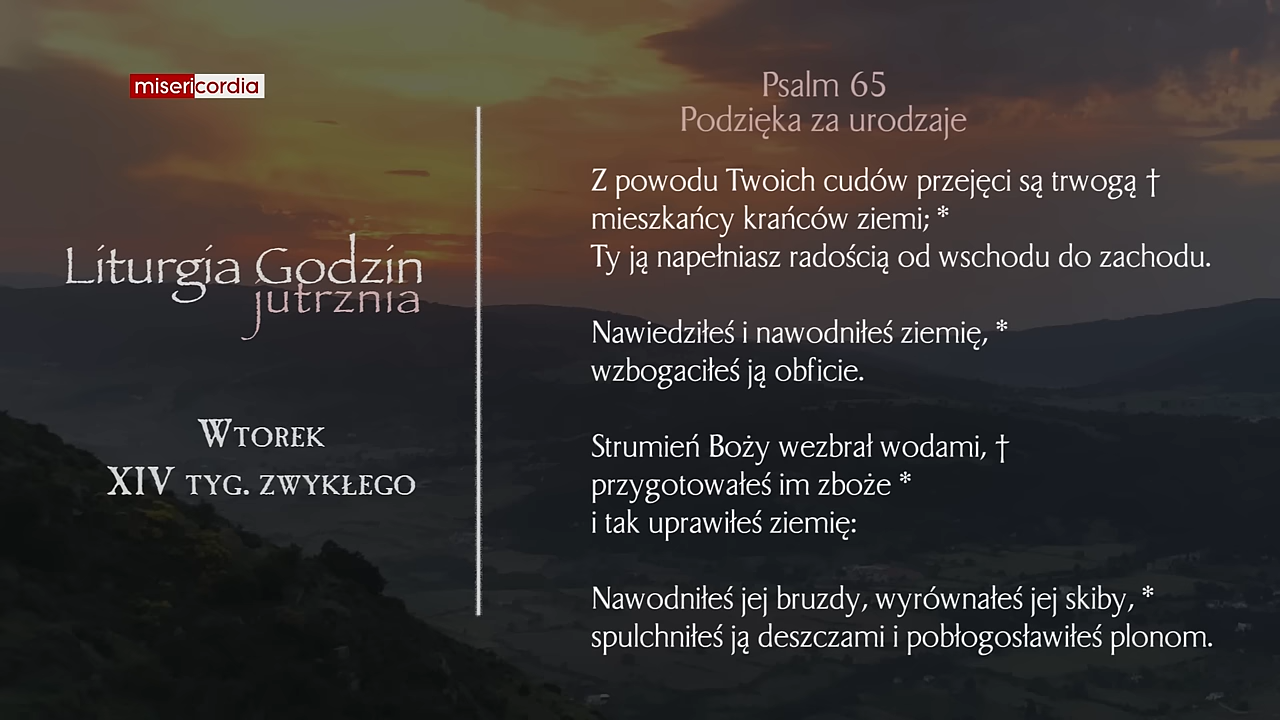 misericordia
Liturgia Godzin
jutrznia
Wtorek
XIV tyg. zwykłego
Psalm 65
Podzięka za urodzaje
Z powodu Twoich cudów przejęci są trwogą †
mieszkańcy krańców ziemi; *
Ty ją napełniasz radością od wschodu do zachodu.
Nawiedziłeś i nawodniłeś ziemię, *
wzbogaciłeś ją obficie.
Strumień Boży wezbrał wodami, †
przygotowałeś im zboże *
i tak uprawiłeś ziemię:
Nawodniłeś jej bruzdy, wyrównałeś jej skiby, *
spulchniłeś ją deszczami i pobłogosławiłeś plonom.